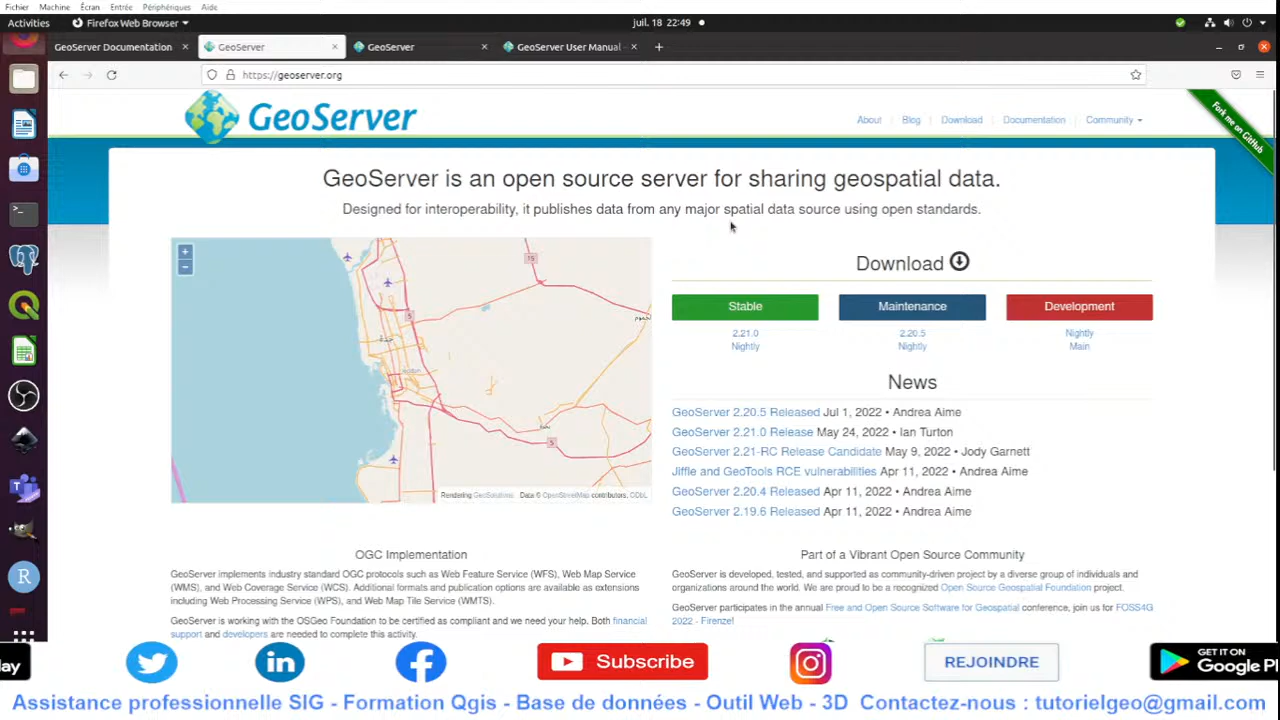 Fichier Machine Écran Entrée Périphériques Aide
Activities Firefox Web Browser juil. 18 22:49
GeoServer Documentation × GeoServer × GeoServer × GeoServer User Manual — × +
https://geoserver.org
GeoServer
About Blog Download Documentation Community
Fork me on GitHub
GeoServer is an open source server for sharing geospatial data.
Designed for interoperability, it publishes data from any major spatial data source using open standards.
+
−
15
5
5
Rendering GeoSolutions Data © OpenStreetMap contributors, ODbL
Download
Stable Maintenance Development
2.21.0 2.20.5 Nightly
Nightly Nightly Main
News
GeoServer 2.20.5 Released Jul 1, 2022 • Andrea Aime
GeoServer 2.21.0 Release May 24, 2022 • Ian Turton
GeoServer 2.21-RC Release Candidate May 9, 2022 • Jody Garnett
Jiffle and GeoTools RCE vulnerabilities Apr 11, 2022 • Andrea Aime
GeoServer 2.20.4 Released Apr 11, 2022 • Andrea Aime
GeoServer 2.19.6 Released Apr 11, 2022 • Andrea Aime
OGC Implementation
GeoServer implements industry standard OGC protocols such as Web Feature Service (WFS), Web Map Service
(WMS), and Web Coverage Service (WCS). Additional formats and publication options are available as extensions
including Web Processing Service (WPS), and Web Map Tile Service (WMTS).
GeoServer is working with the OSGeo Foundation to be certified as compliant and we need your help. Both financial
support and developers are needed to complete this activity.
Part of a Vibrant Open Source Community
GeoServer is developed, tested, and supported as community-driven project by a diverse group of individuals and
organizations around the world. We are proud to be a recognized Open Source Geospatial Foundation project.
GeoServer participates in the annual Free and Open Source Software for Geospatial conference, join us for FOSS4G
2022 - Firenze!
lay Subscribe REJOINDRE GET IT ON
Google Pl
Assistance professionnelle SIG - Formation Qgis - Base de données - Outil Web - 3D Contactez-nous : tutorielgeo@gmail.com